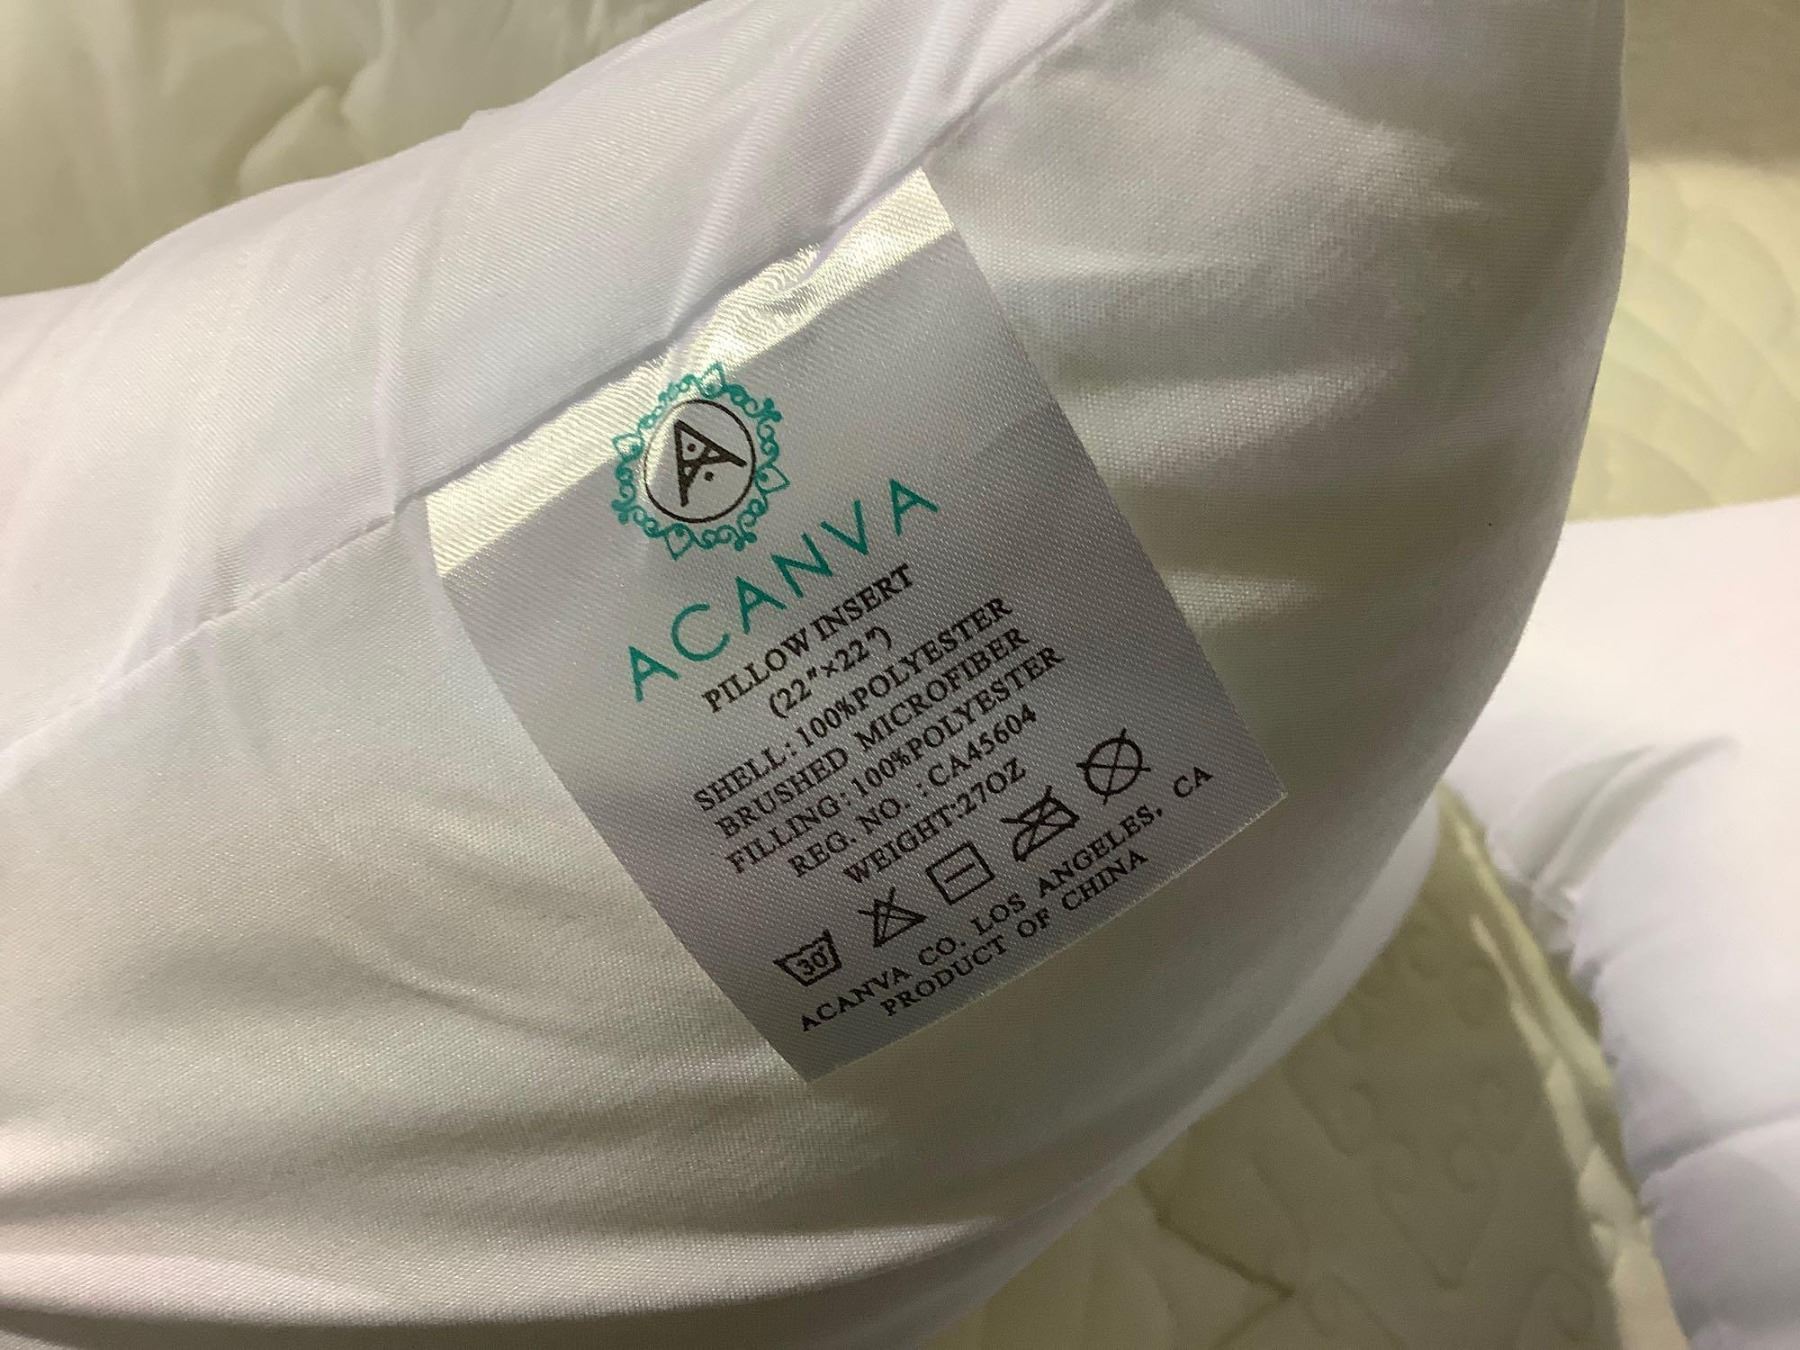 A
ACANVA
PILLOW INSERT
(22"×22")
SHELL: 100%POLYESTER
BRUSHED MICROFIBER
FILLING: 100%POLYESTER
REG. NO. : CA45604
WEIGHT:27OZ
30°
ACANVA CO. LOS ANGELES, CA
PRODUCT OF CHINA